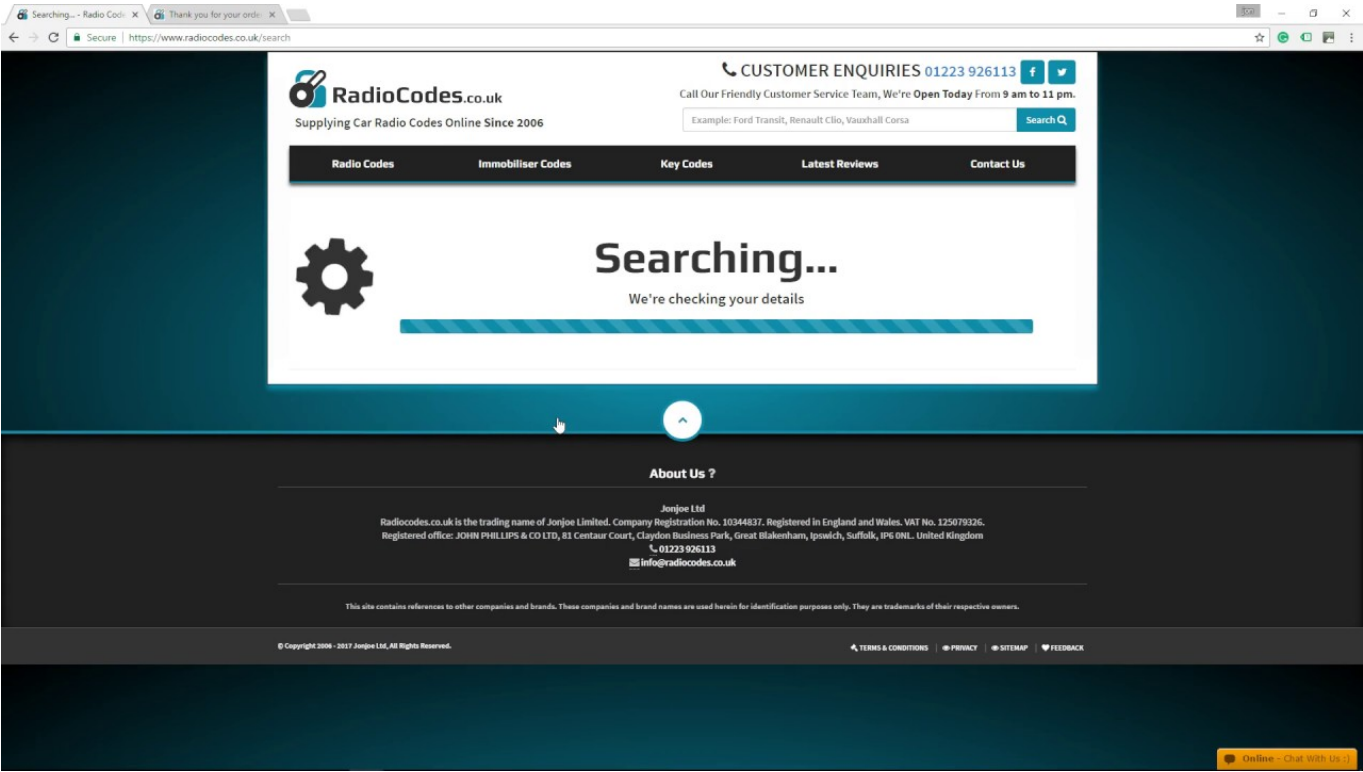 Searching... - Radio Code
Thank you for your order
Secure | https://www.radiocodes.co.uk/search
RadioCodes.co.uk
Supplying Car Radio Codes Online Since 2006
CUSTOMER ENQUIRIES 01223 926113
Call Our Friendly Customer Service Team, We're Open Today From 9 am to 11 pm.
Example: Ford Transit, Renault Clio, Vauxhall Corsa
Search
Radio Codes
Immobiliser Codes
Key Codes
Latest Reviews
Contact Us
Searching...
We're checking your details
About Us ?
Jonjoe Ltd
Radiocodes.co.uk is the trading name of Jonjoe Limited. Company Registration No. 10344837. Registered in England and Wales. VAT No. 125079326.
Registered office: JOHN PHILLIPS & CO LTD, 81 Centaur Court, Claydon Business Park, Great Blakenham, Ipswich, Suffolk, IP6 0NL. United Kingdom
01223 926113
info@radiocodes.co.uk
This site contains references to other companies and brands. These companies and brand names are used herein for identification purposes only. They are trademarks of their respective owners.
© Copyright 2006 - 2017 Jonjoe Ltd, All Rights Reserved.
TERMS & CONDITIONS | PRIVACY | SITEMAP | FEEDBACK
Online - Chat With Us :)